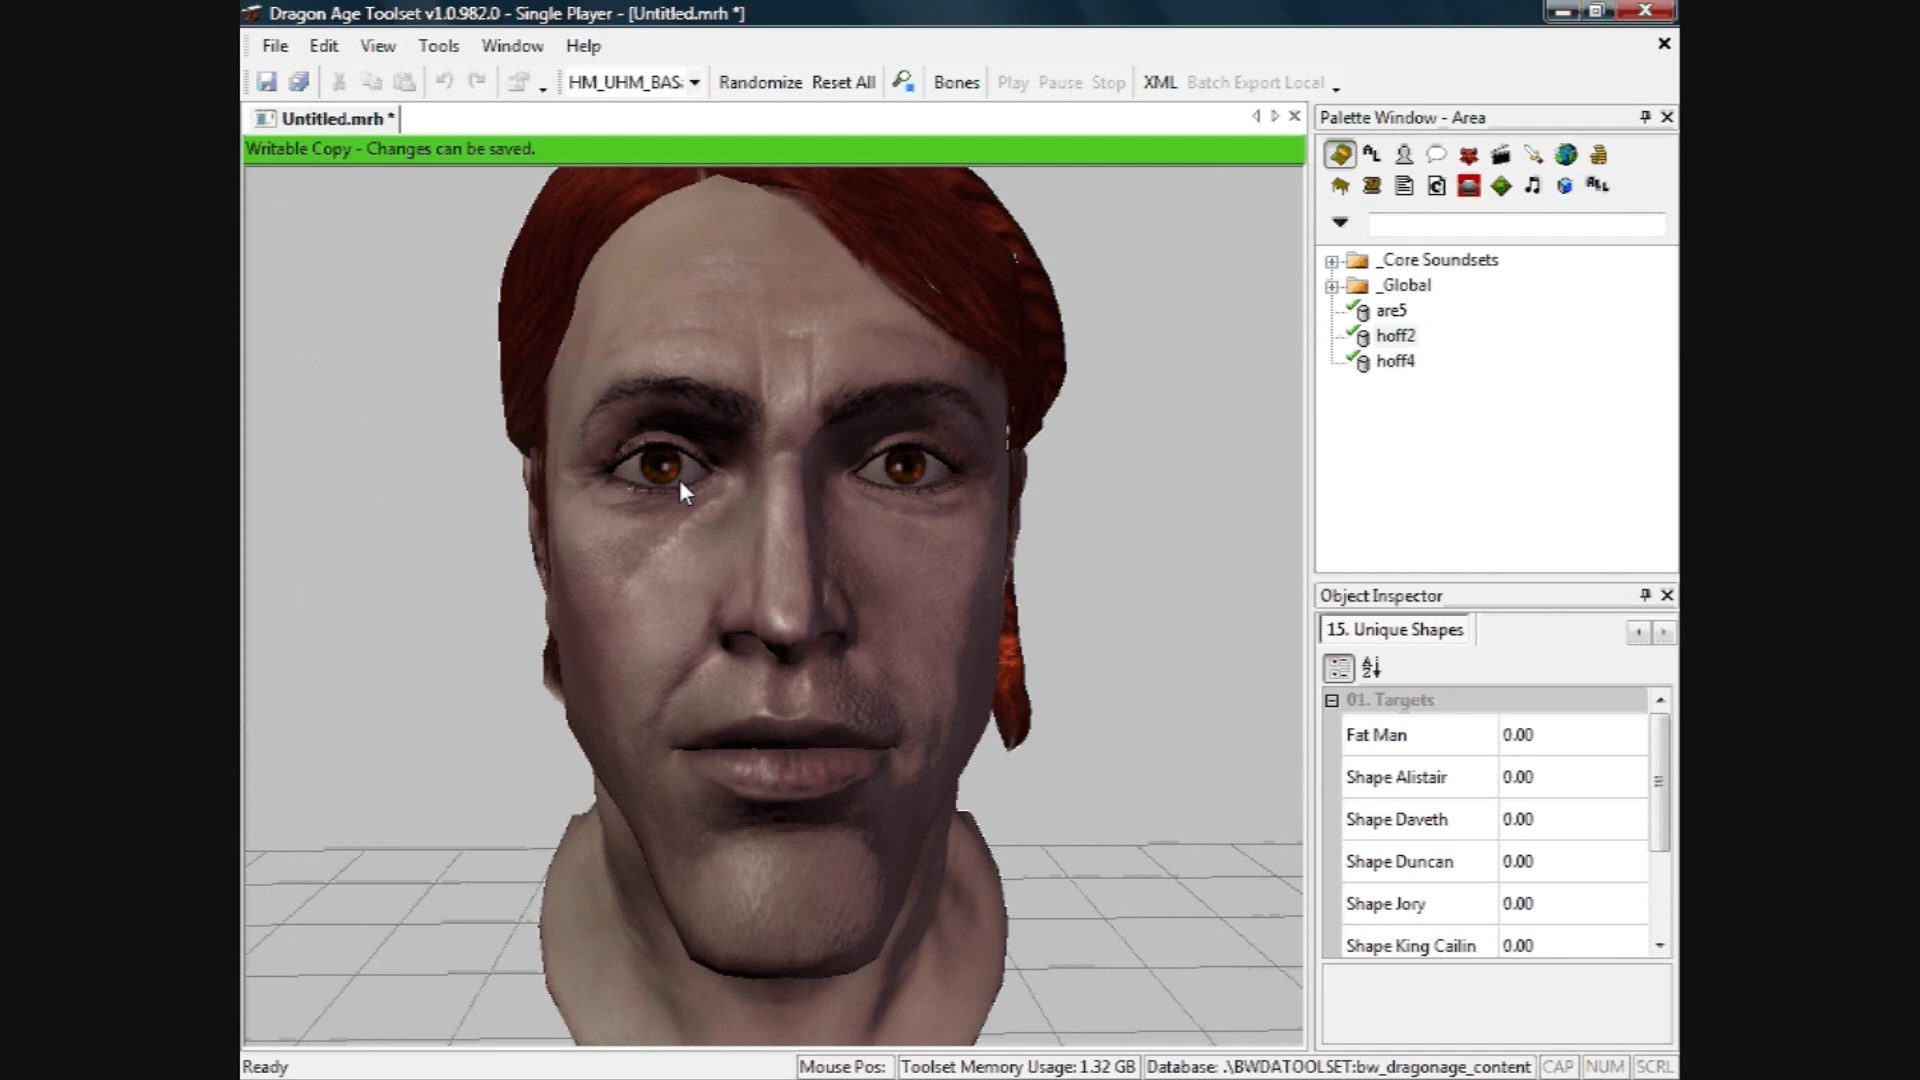 Dragon Age Toolset v1.0.982.0 - Single Player - [Untitled.mrh *]
File Edit View Tools Window Help
HM_UHM_BAS Randomize Reset All Bones Play Pause Stop XML Batch Export Local
Untitled.mrh *
Writable Copy - Changes can be saved.
Palette Window - Area
_Core Soundsets
_Global
are5
hoff2
hoff4
Object Inspector
15. Unique Shapes
01. Targets
Fat Man 0.00
Shape Alistair 0.00
Shape Daveth 0.00
Shape Duncan 0.00
Shape Jory 0.00
Shape King Cailin 0.00
Ready Mouse Pos: Toolset Memory Usage: 1.32 GB Database: .\BWDATOOLSET:bw_dragonage_content CAP NUM SCRL